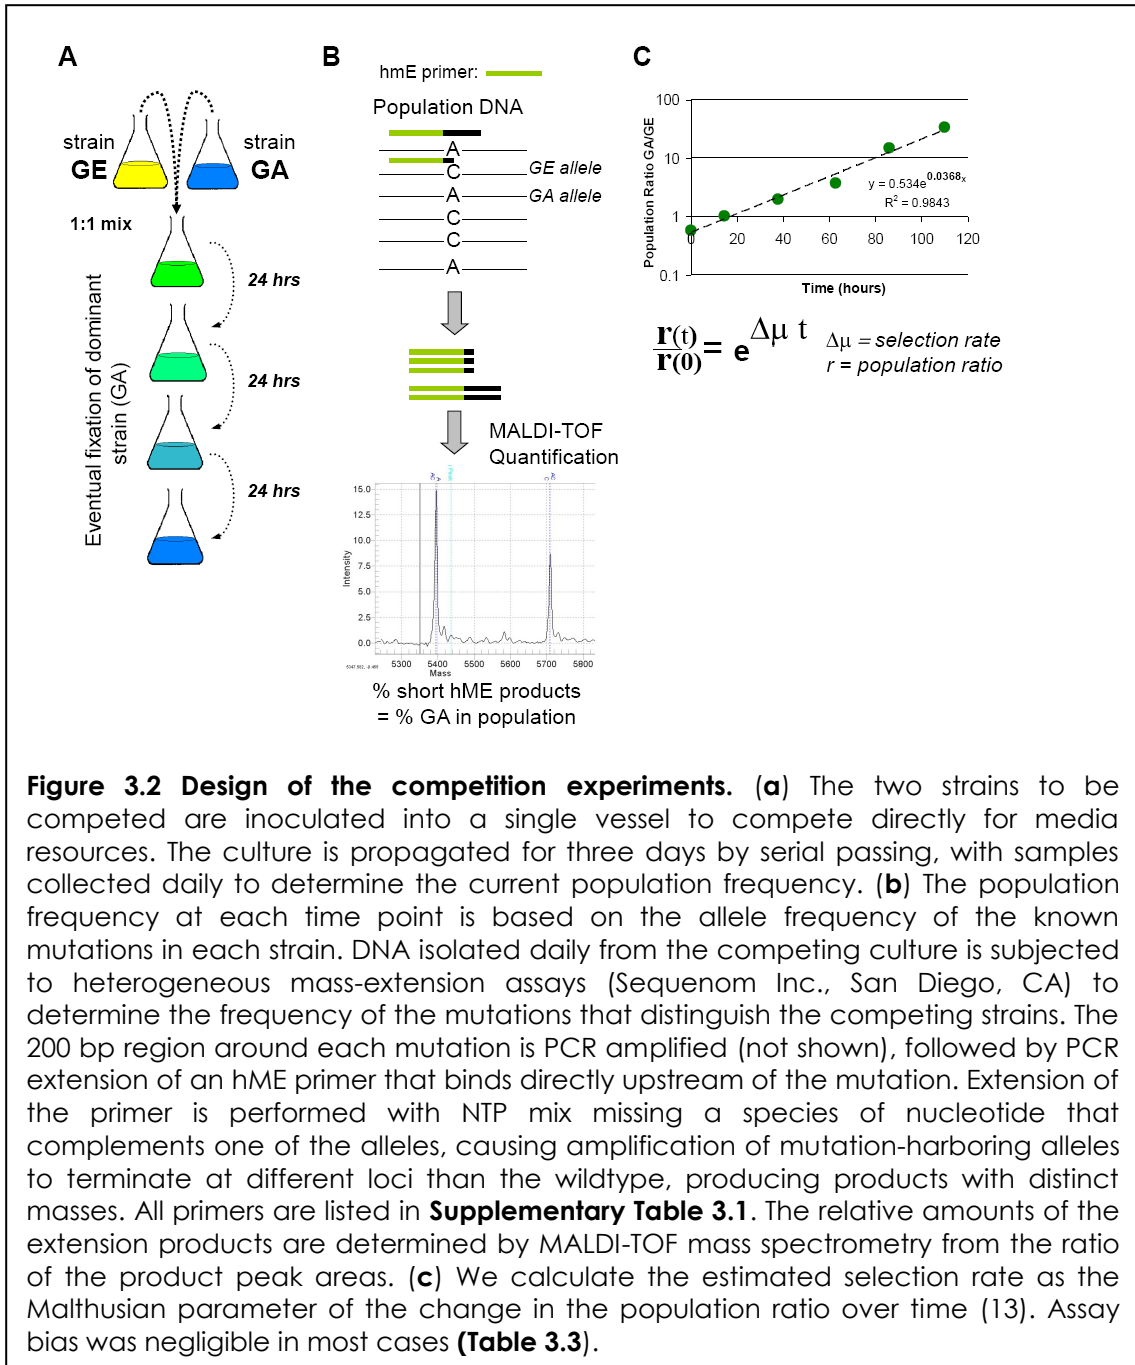 A
strain
GE
strain
GA
1:1 mix
24 hrs
24 hrs
24 hrs
Eventual fixation of dominant
strain (GA)
B
hmE primer:
Population DNA
A
C
GE allele
A
GA allele
C
C
A
MALDI-TOF
Quantification
15.0
12.5
10.0
7.5
5.0
2.5
0.0
Intensity
5300 5400 5500 5600 5700 5800
Mass
% short hME products
= % GA in population
C
100
10
1
0.1
0 20 40 60 80 100 120
Population Ratio GA/GE
Time (hours)
y = 0.534e^0.0368x
R² = 0.9843
r(t)
r(0)
= e^Δμ t
Δμ = selection rate
r = population ratio
Figure 3.2 Design of the competition experiments. (a) The two strains to be
competed are inoculated into a single vessel to compete directly for media
resources. The culture is propagated for three days by serial passing, with samples
collected daily to determine the current population frequency. (b) The population
frequency at each time point is based on the allele frequency of the known
mutations in each strain. DNA isolated daily from the competing culture is subjected
to heterogeneous mass-extension assays (Sequenom Inc., San Diego, CA) to
determine the frequency of the mutations that distinguish the competing strains. The
200 bp region around each mutation is PCR amplified (not shown), followed by PCR
extension of an hME primer that binds directly upstream of the mutation. Extension of
the primer is performed with NTP mix missing a species of nucleotide that
complements one of the alleles, causing amplification of mutation-harboring alleles
to terminate at different loci than the wildtype, producing products with distinct
masses. All primers are listed in Supplementary Table 3.1. The relative amounts of the
extension products are determined by MALDI-TOF mass spectrometry from the ratio
of the product peak areas. (c) We calculate the estimated selection rate as the
Malthusian parameter of the change in the population ratio over time (13). Assay
bias was negligible in most cases (Table 3.3).